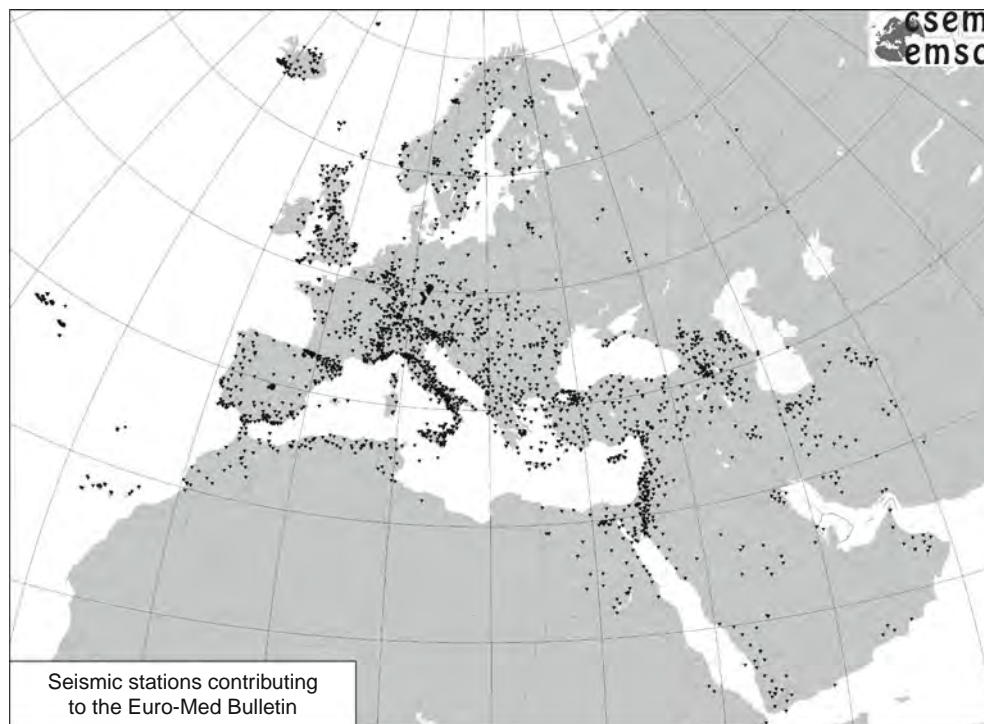 csem
emsc
Seismic stations contributing
to the Euro-Med Bulletin